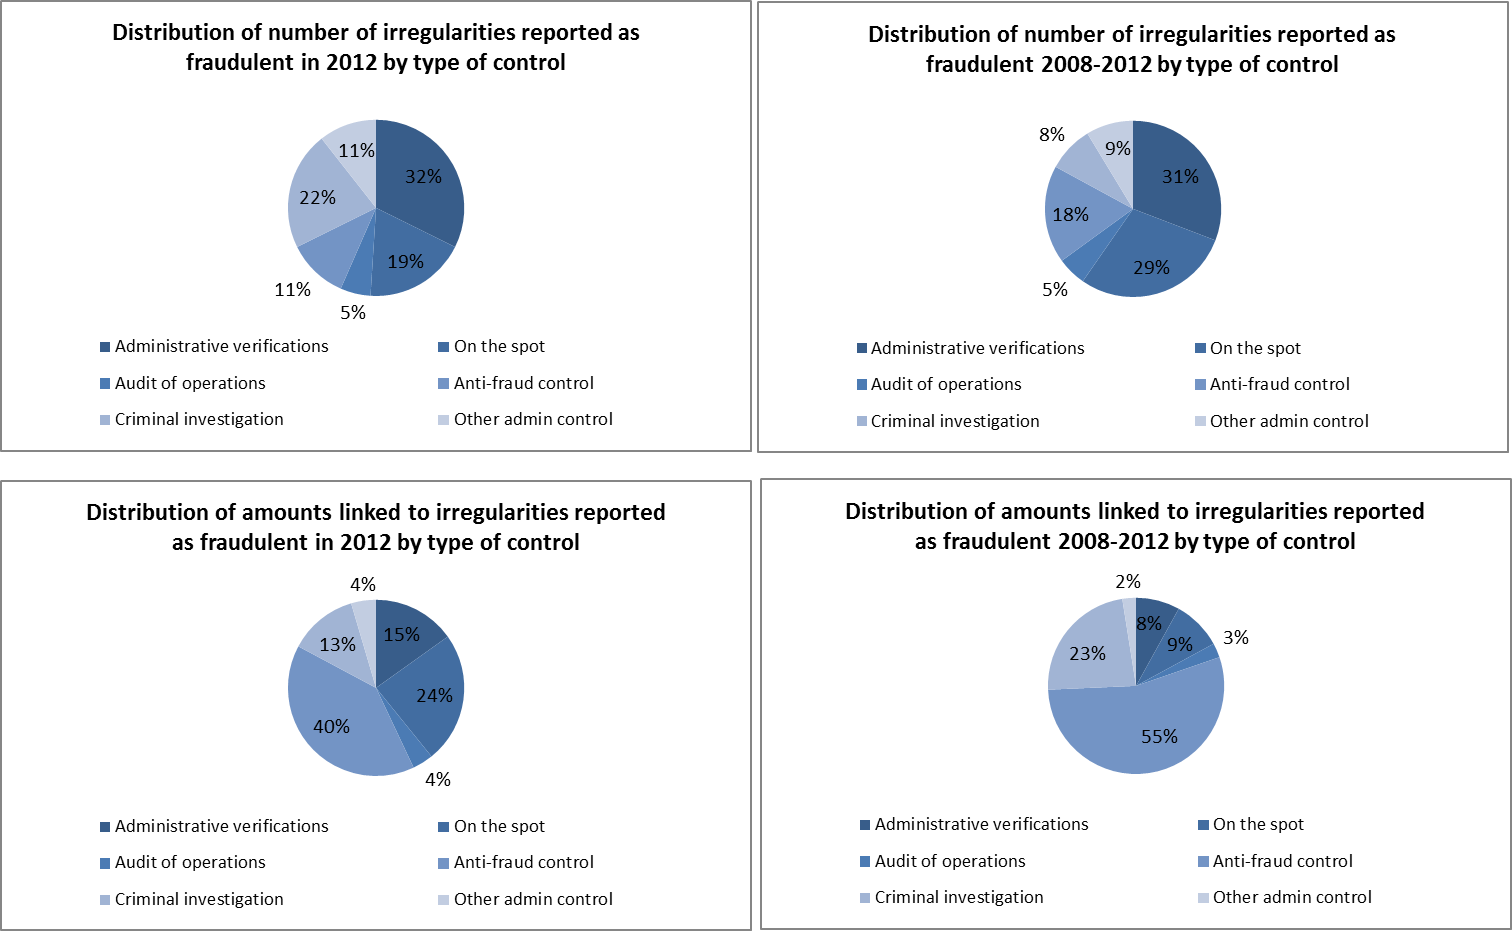 Distribution of number of irregularities reported as
fraudulent in 2012 by type of control
11%
32%
22%
19%
11%
5%
Administrative verifications
On the spot
Audit of operations
Anti-fraud control
Criminal investigation
Other admin control
Distribution of number of irregularities reported as
fraudulent 2008-2012 by type of control
8%
9%
31%
18%
29%
5%
Administrative verifications
On the spot
Audit of operations
Anti-fraud control
Criminal investigation
Other admin control
Distribution of amounts linked to irregularities reported
as fraudulent in 2012 by type of control
4%
15%
13%
24%
40%
4%
Administrative verifications
On the spot
Audit of operations
Anti-fraud control
Criminal investigation
Other admin control
Distribution of amounts linked to irregularities reported
as fraudulent 2008-2012 by type of control
2%
8%
3%
9%
23%
55%
Administrative verifications
On the spot
Audit of operations
Anti-fraud control
Criminal investigation
Other admin control